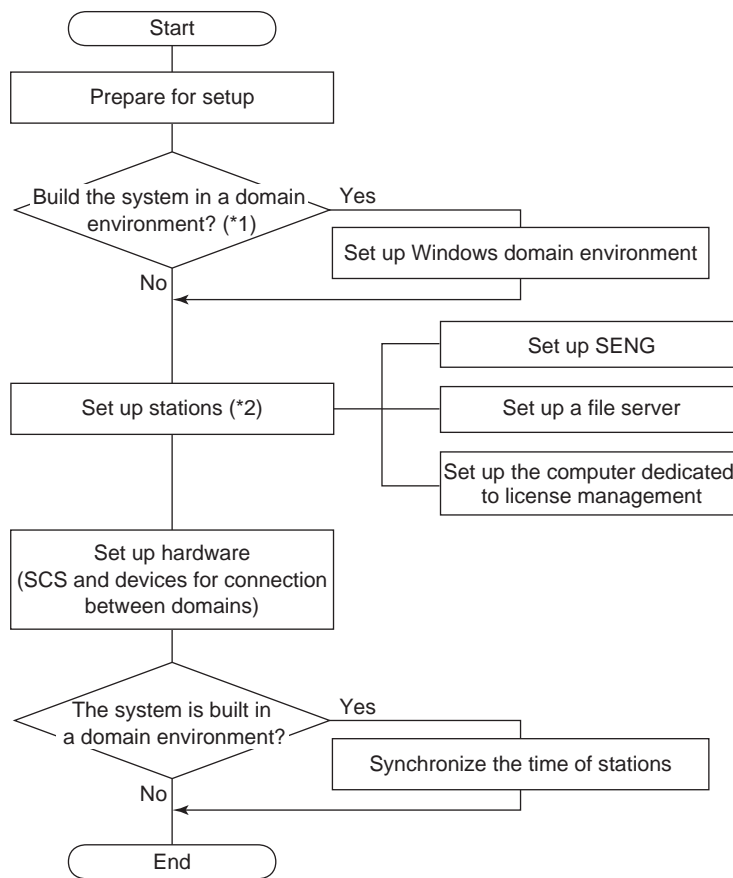 Start
Prepare for setup
Build the system in a domain
environment? (*1)
Yes
Set up Windows domain environment
No
Set up SENG
Set up stations (*2)
Set up a file server
Set up the computer dedicated
to license management
Set up hardware
(SCS and devices for connection
between domains)
The system is built in
a domain environment?
Yes
Synchronize the time of stations
No
End